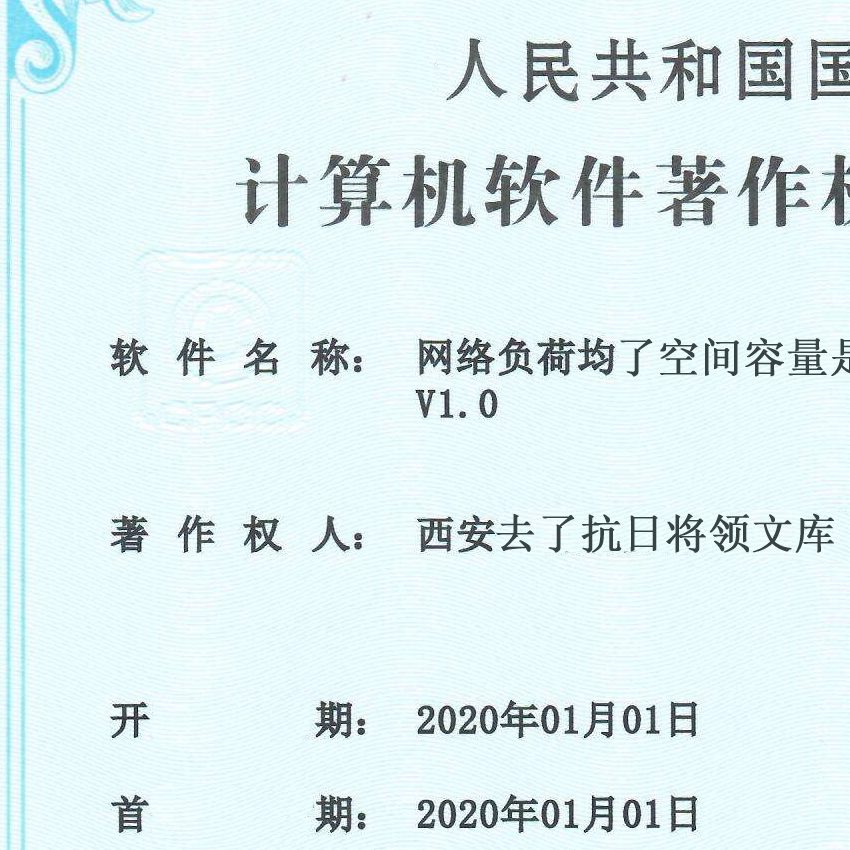 人民共和国国
计算机软件著作权
软件名称： 网络负荷均了空间容量是
V1.0
著作权人： 西安去了抗日将领文库
开期： 2020年01月01日
首期： 2020年01月01日